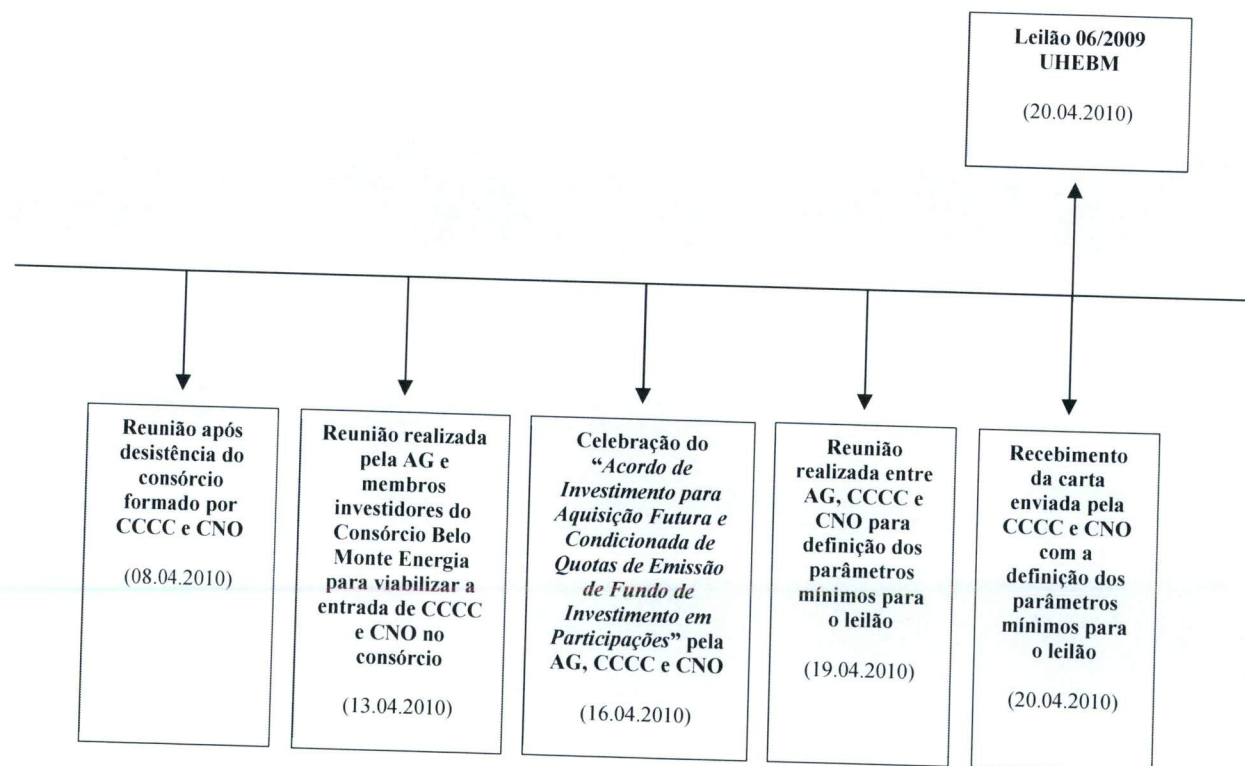 Leilão 06/2009
UHEBM
(20.04.2010)
Reunião após
desistência do
consórcio
formado por
CCCC e CNO
(08.04.2010)
Reunião realizada
pela AG e
membros
investidores do
Consórcio Belo
Monte Energia
para viabilizar a
entrada de CCCC
e CNO no
consórcio
(13.04.2010)
Celebração do
“Acordo de
Investimento para
Aquisição Futura e
Condicionada de
Quotas de Emissão
de Fundo de
Investimento em
Participações” pela
AG, CCCC e CNO
(16.04.2010)
Reunião
realizada entre
AG, CCCC e
CNO para
definição dos
parâmetros
mínimos para
o leilão
(19.04.2010)
Recebimento
da carta
enviada pela
CCCC e CNO
com a
definição dos
parâmetros
mínimos para
o leilão
(20.04.2010)